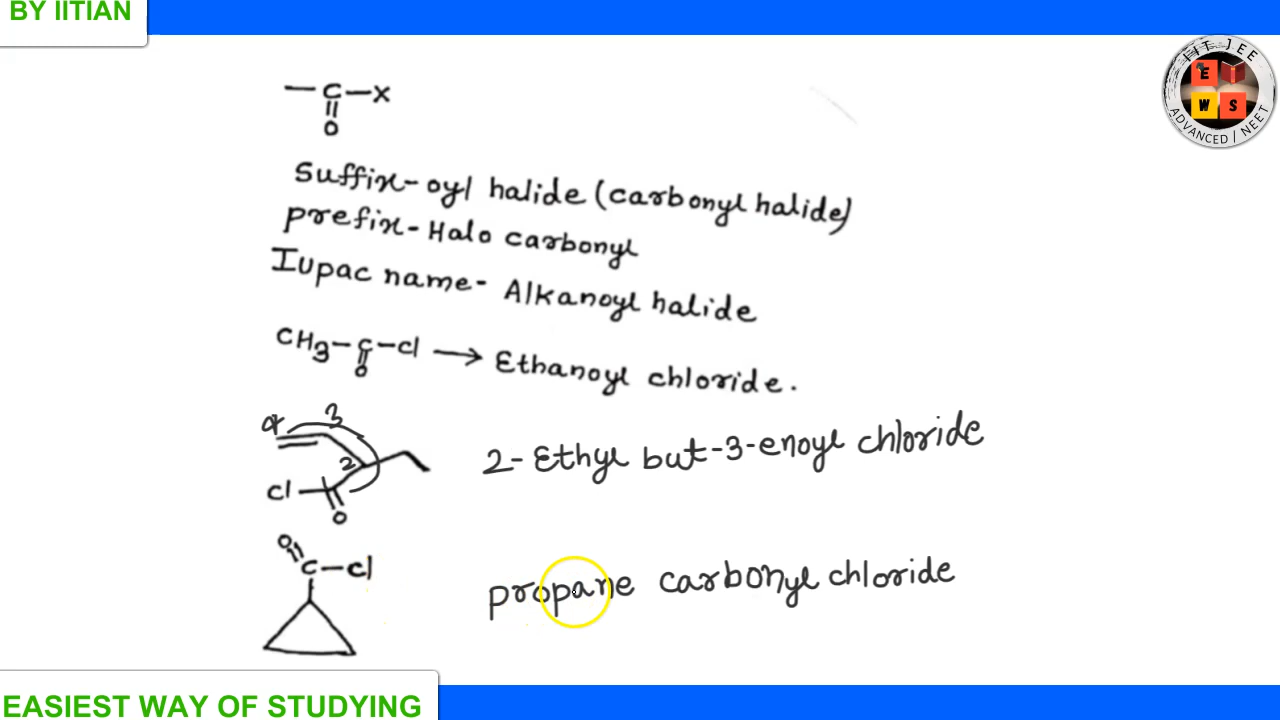 BY IITIAN
IIT JEE
E
W S
ADVANCED / NEET
— C — X
||
O
Suffix - oyl halide (carbonyl halide)
prefix - Halo carbonyl
Iupac name - Alkanoyl halide
CH3 — C — Cl → Ethanoyl chloride.
||
O
3
2
Cl
O
2- Ethyl but-3-enoyl chloride
O
C — Cl
propane carbonyl chloride
EASIEST WAY OF STUDYING